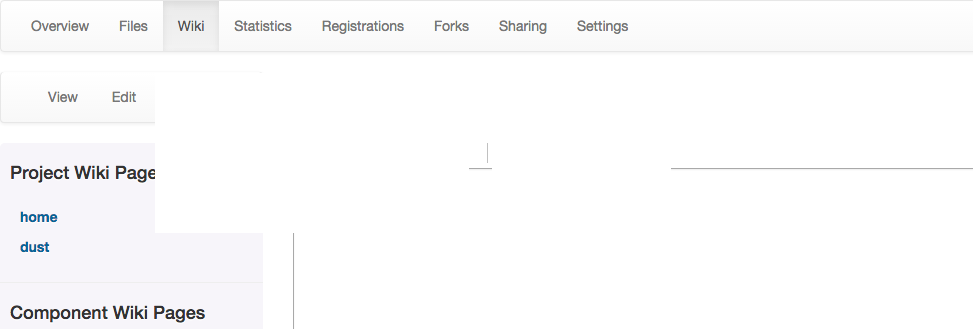 Overview Files Wiki Statistics Registrations Forks Sharing Settings
View Edit
Project Wiki Page
home
dust
Component Wiki Pages